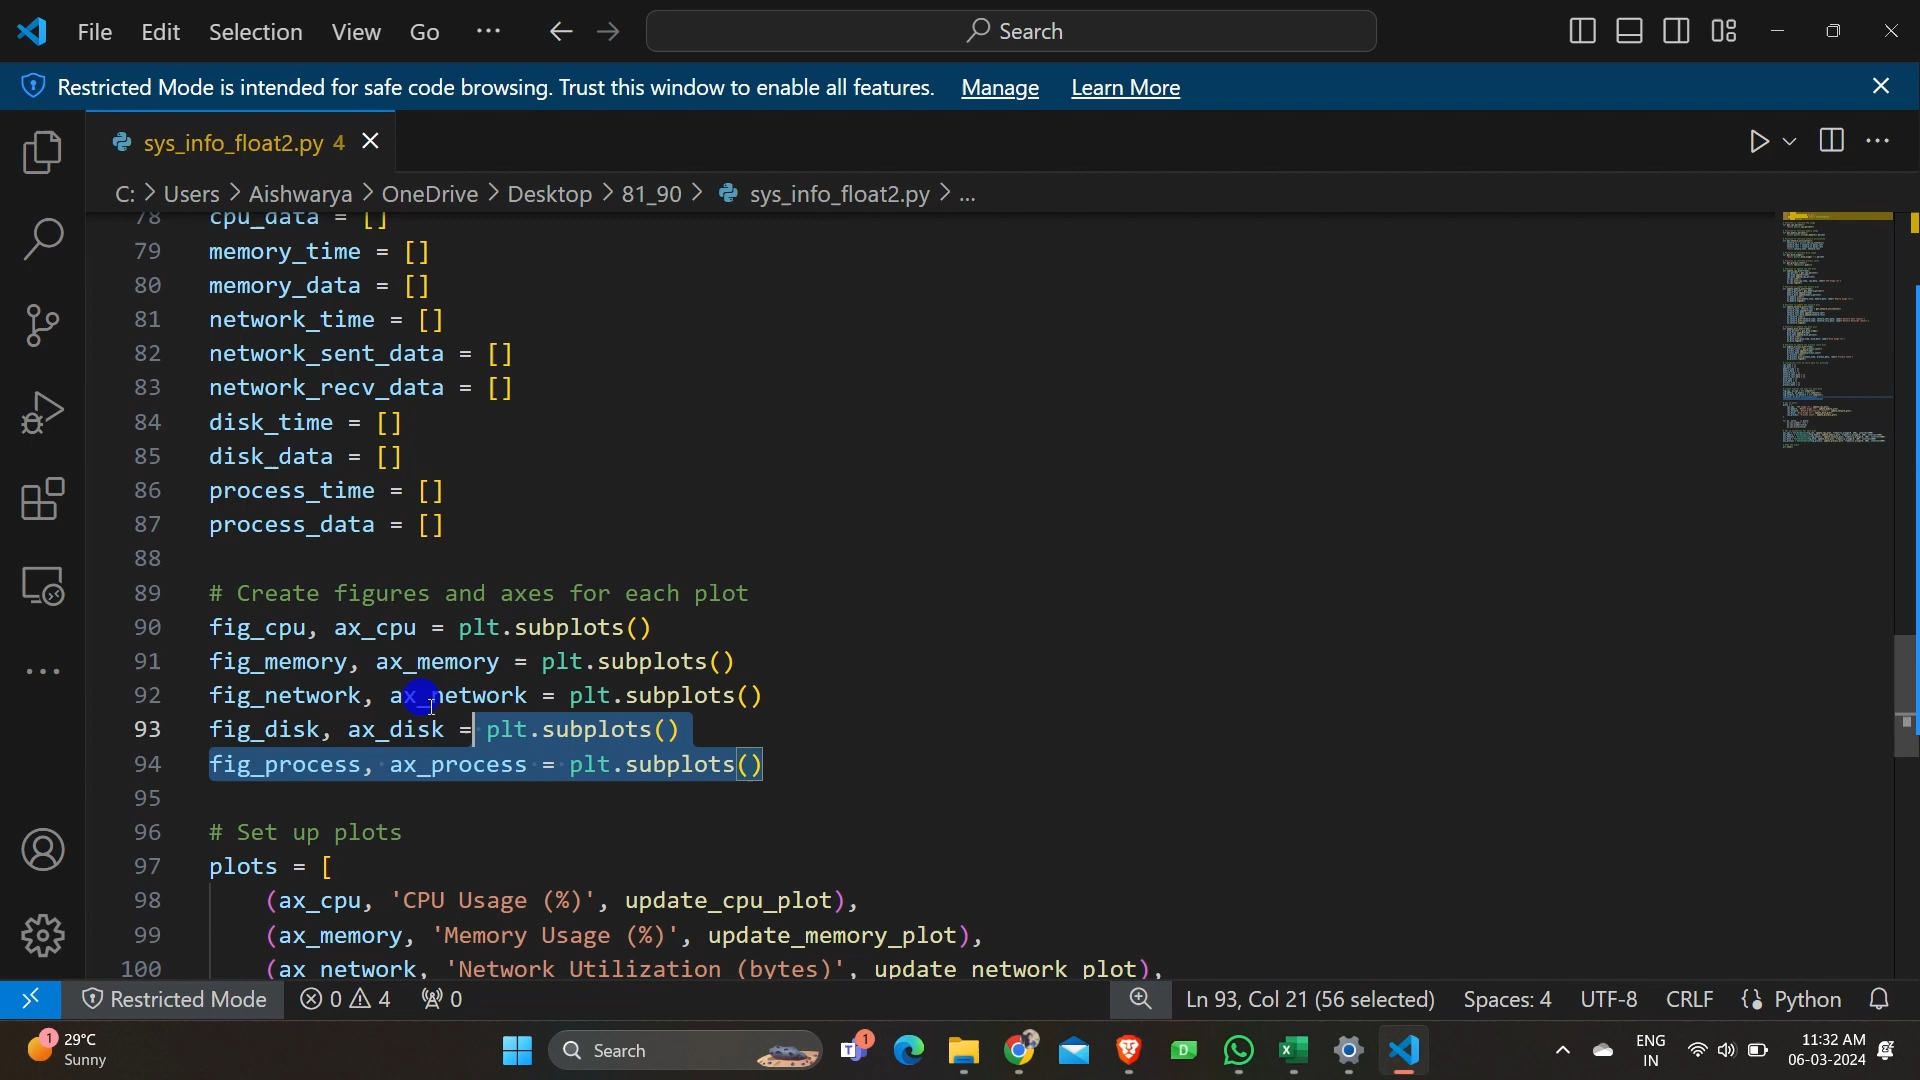 File Edit Selection View Go ··· Search
Restricted Mode is intended for safe code browsing. Trust this window to enable all features. Manage Learn More
sys_info_float2.py 4
C: > Users > Aishwarya > OneDrive > Desktop > 81_90 > sys_info_float2.py > ...
78 cpu_data = []
79 memory_time = []
80 memory_data = []
81 network_time = []
82 network_sent_data = []
83 network_recv_data = []
84 disk_time = []
85 disk_data = []
86 process_time = []
87 process_data = []
88
89 # Create figures and axes for each plot
90 fig_cpu, ax_cpu = plt.subplots()
91 fig_memory, ax_memory = plt.subplots()
92 fig_network, ax_network = plt.subplots()
93 fig_disk, ax_disk = plt.subplots()
94 fig_process, ax_process = plt.subplots()
95
96 # Set up plots
97 plots = [
98 (ax_cpu, 'CPU Usage (%)', update_cpu_plot),
99 (ax_memory, 'Memory Usage (%)', update_memory_plot),
100 (ax_network, 'Network Utilization (bytes)', update_network_plot),
Restricted Mode 0 4 0 Ln 93, Col 21 (56 selected) Spaces: 4 UTF-8 CRLF Python
1 29°C Search 1 D ENG 11:32 AM
Sunny IN 06-03-2024